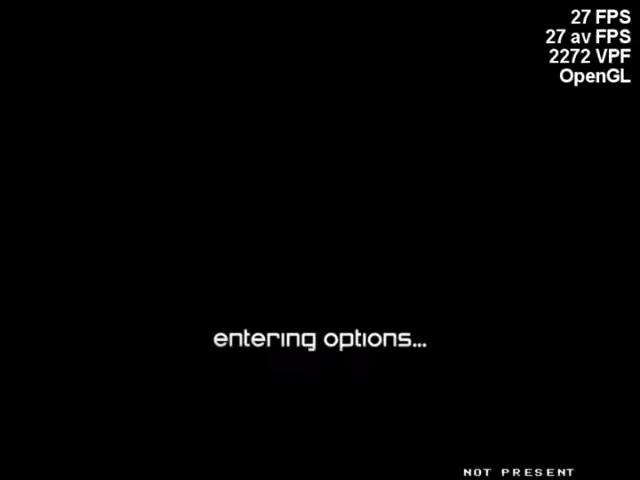 27 FPS
27 av FPS
2272 VPF
OpenGL
entering options...
NOT PRESENT